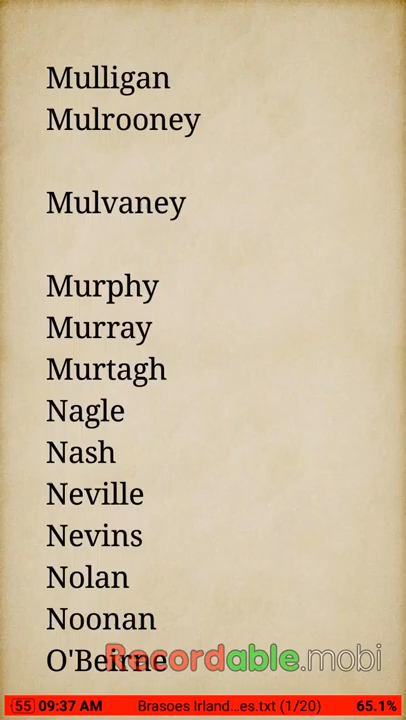 Mulligan
Mulrooney
Mulvaney
Murphy
Murray
Murtagh
Nagle
Nash
Neville
Nevins
Nolan
Noonan
O'Beirne
Recordable.mobi
55 09:37 AM Brasoes Irland...es.txt (1/20) 65.1%